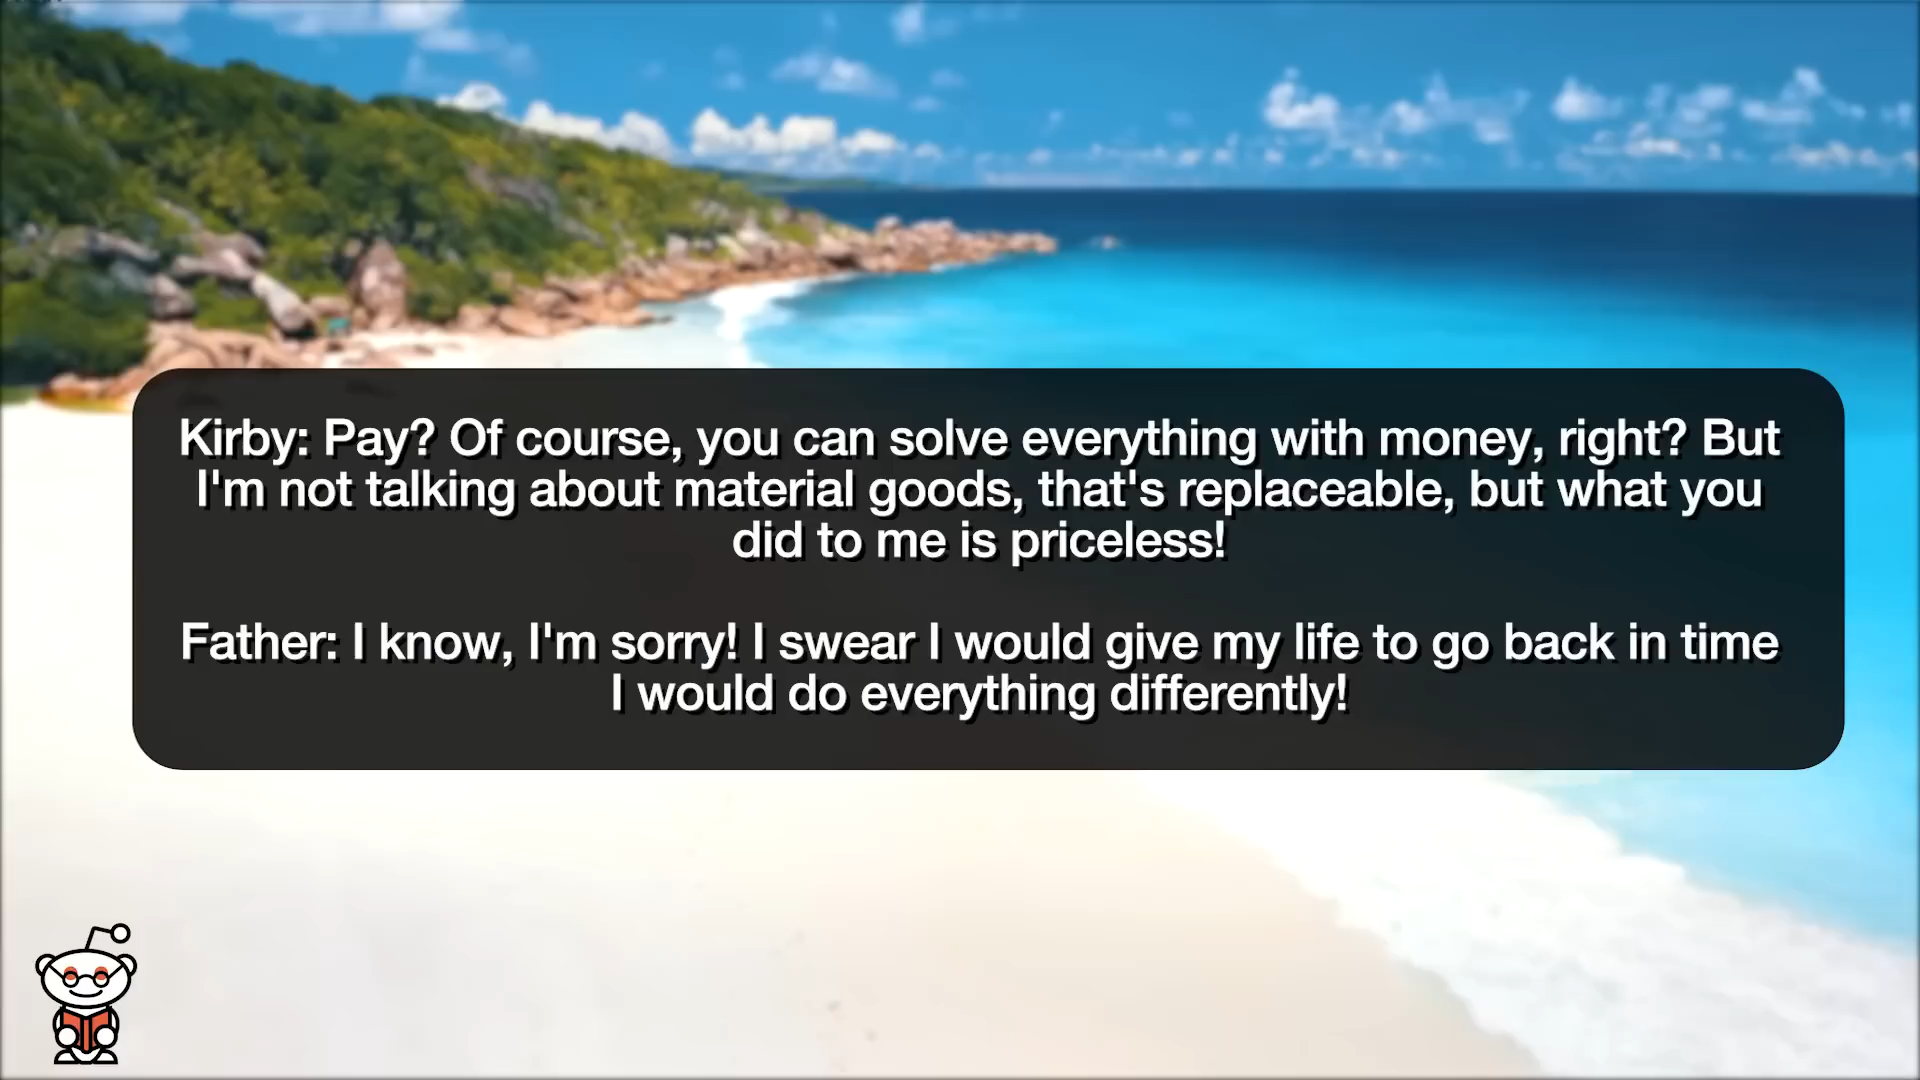 Kirby: Pay? Of course, you can solve everything with money, right? But
I'm not talking about material goods, that's replaceable, but what you
did to me is priceless!
Father: I know, I'm sorry! I swear I would give my life to go back in time
I would do everything differently!